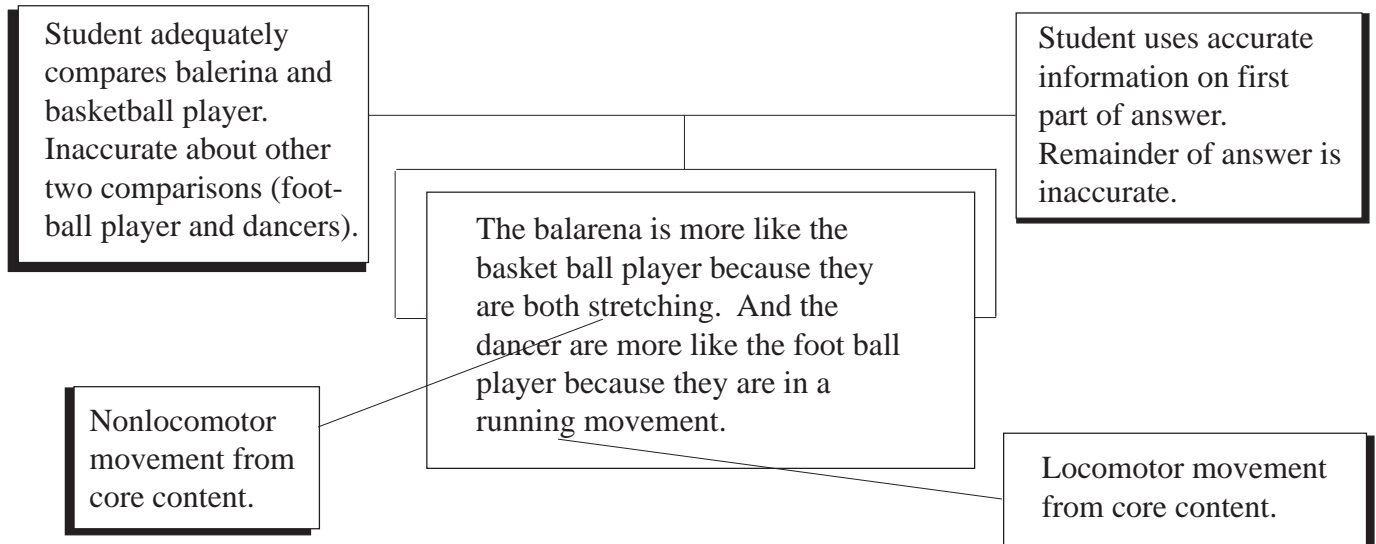 Student adequately
compares balerina and
basketball player.
Inaccurate about other
two comparisons (foot-
ball player and dancers).
Student uses accurate
information on first
part of answer.
Remainder of answer is
inaccurate.
The balarena is more like the
basket ball player because they
are both stretching.  And the
dancer are more like the foot ball
player because they are in a
running movement.
Nonlocomotor
movement from
core content.
Locomotor movement
from core content.